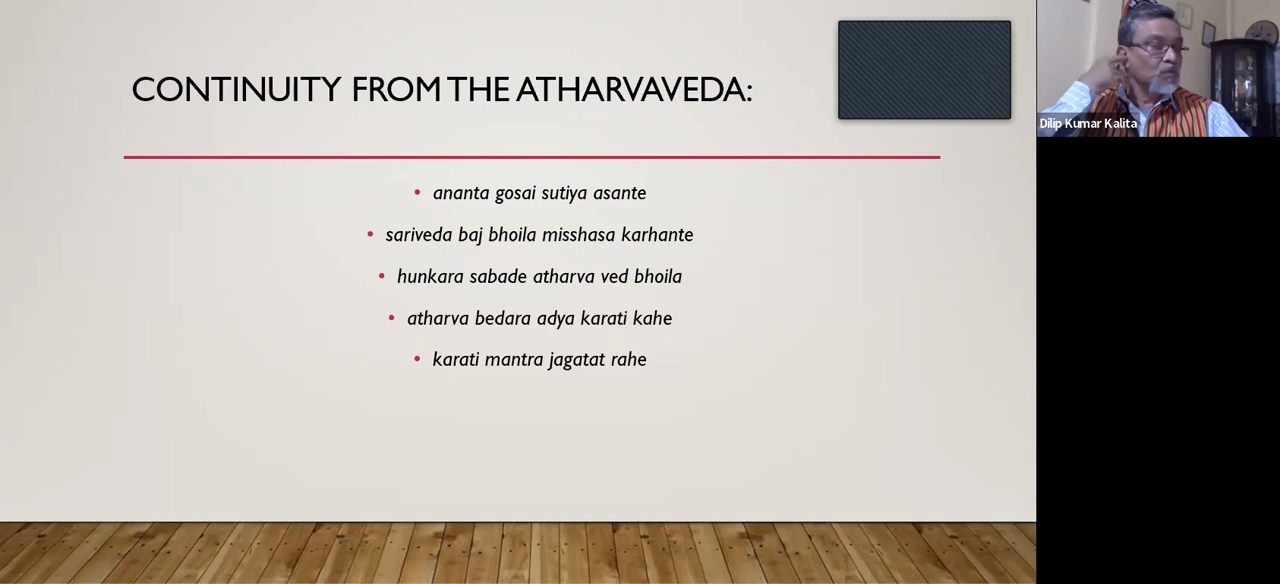 CONTINUITY FROM THE ATHARVAVEDA:
Dilip Kumar Kalita
• ananta gosai sutiya asante
• sariveda baj bhoila misshasa karhante
• hunkara sabade atharva ved bhoila
• atharva bedara adya karati kahe
• karati mantra jagatat rahe